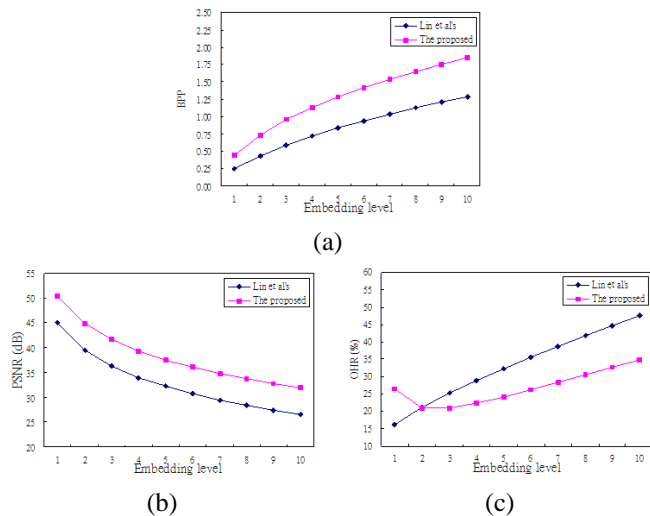 2.50
2.25
2.00
1.75
1.50
1.25
1.00
0.75
0.50
0.25
0.00
BPP
Lin et al's
The proposed
1 2 3 4 5 6 7 8 9 10
Embedding level
(a)
55
50
45
40
35
30
25
20
PSNR (dB)
Lin et al's
The proposed
1 2 3 4 5 6 7 8 9 10
Embedding level
(b)
60
55
50
45
40
35
30
25
20
15
10
OHR (%)
Lin et al's
The proposed
1 2 3 4 5 6 7 8 9 10
Embedding level
(c)